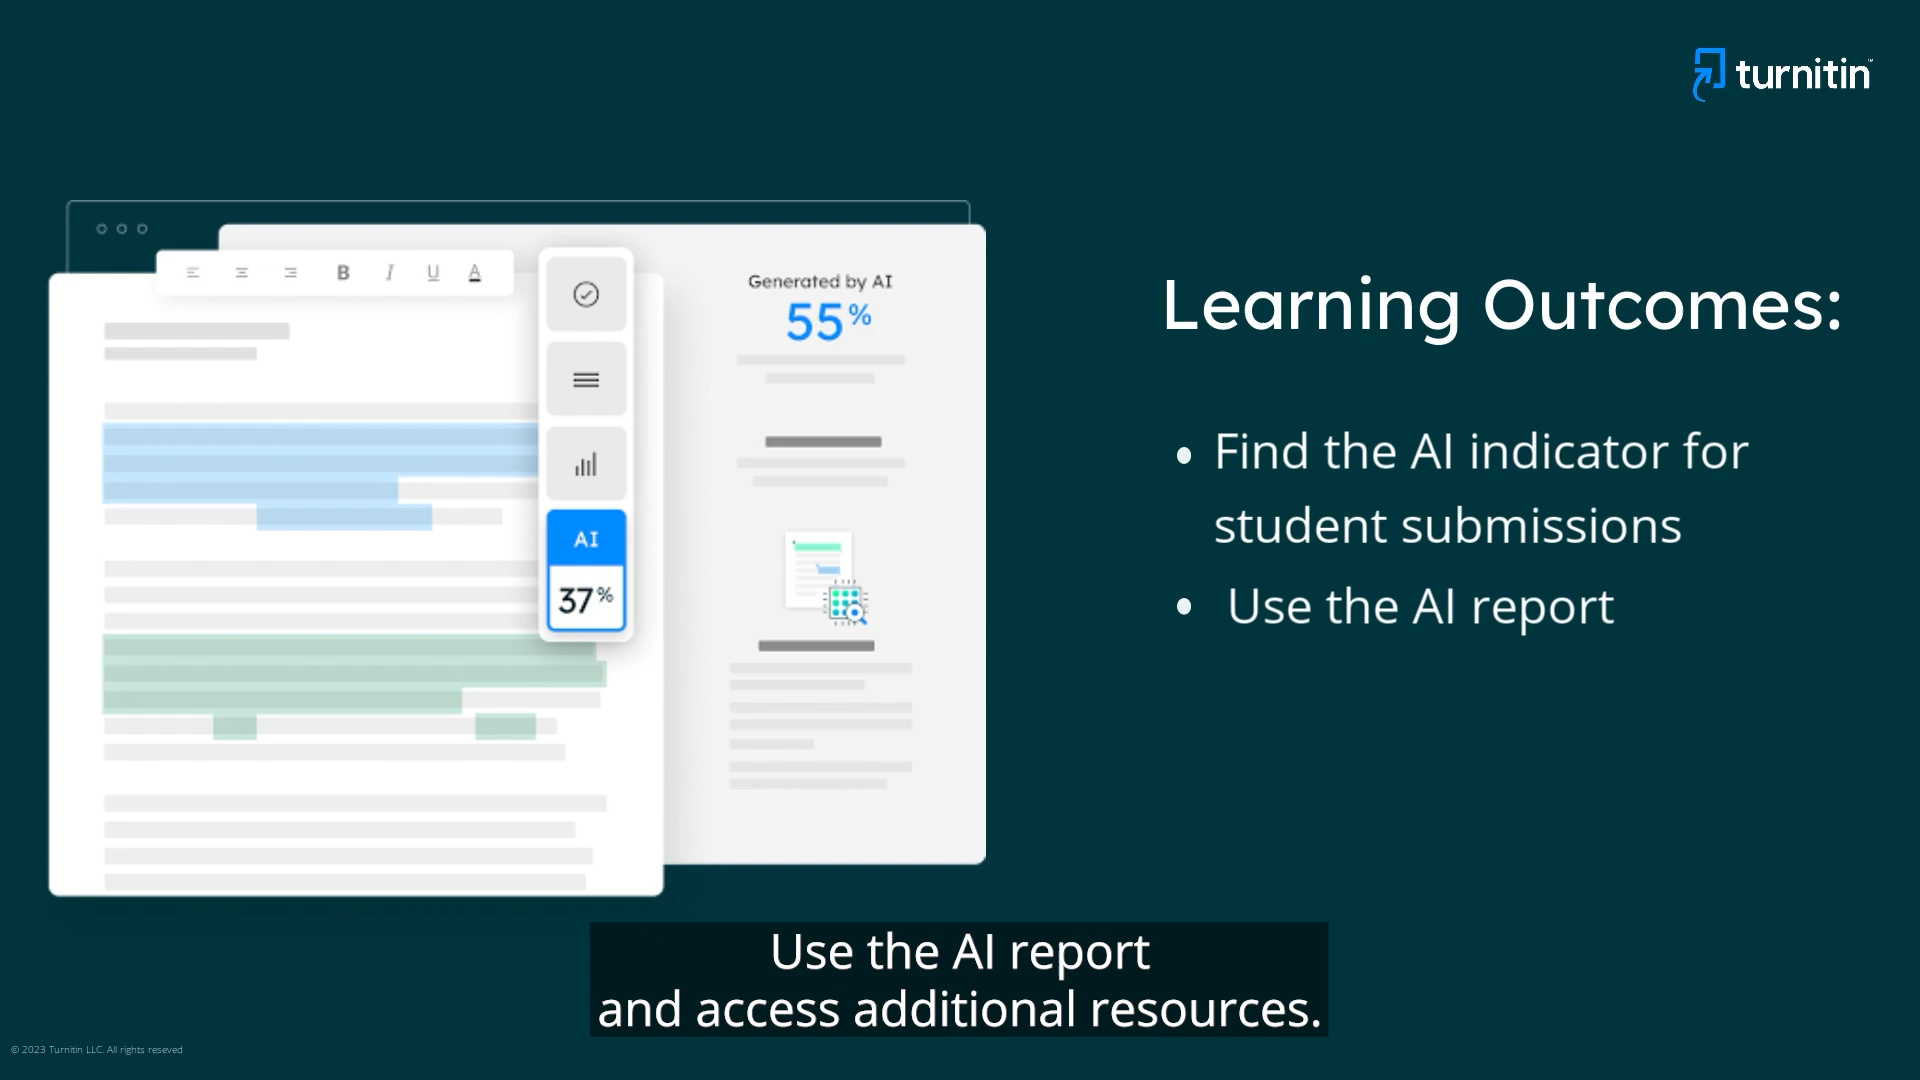 turnitin™
B I U A
Generated by AI
55%
AI
37%
Learning Outcomes:
• Find the AI indicator for
student submissions
• Use the AI report
Use the AI report
and access additional resources.
© 2023 Turnitin LLC. All rights reseved